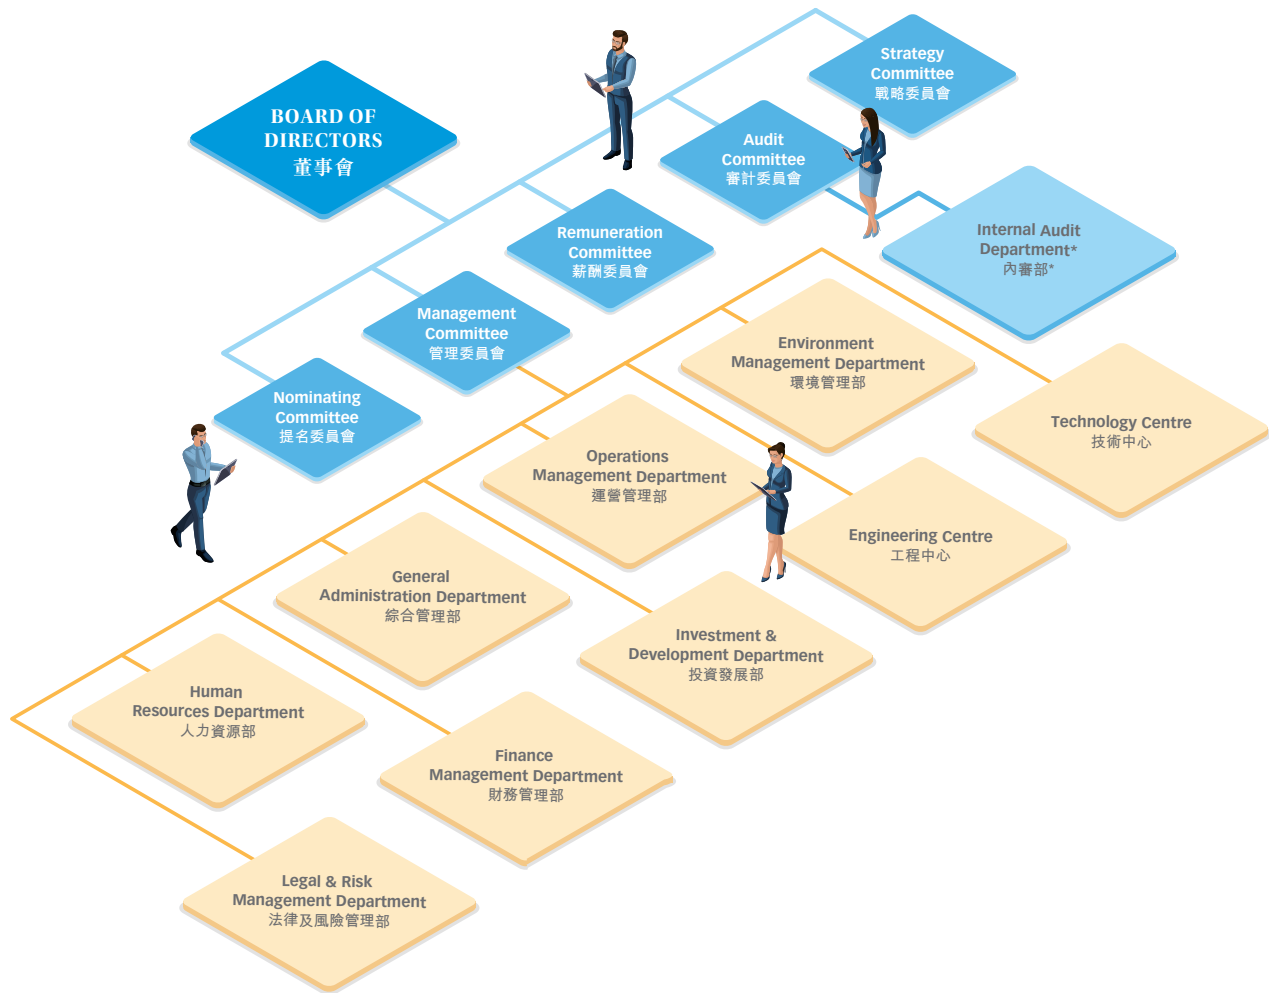 BOARD OF
DIRECTORS
董事會
Strategy
Committee
戰略委員會
Audit
Committee
審計委員會
Remuneration
Committee
薪酬委員會
Management
Committee
管理委員會
Nominating
Committee
提名委員會
Internal Audit
Department*
內審部*
Environment
Management Department
環境管理部
Technology Centre
技術中心
Operations
Management Department
運營管理部
Engineering Centre
工程中心
General
Administration Department
綜合管理部
Investment &
Development Department
投資發展部
Human
Resources Department
人力資源部
Finance
Management Department
財務管理部
Legal & Risk
Management Department
法律及風險管理部